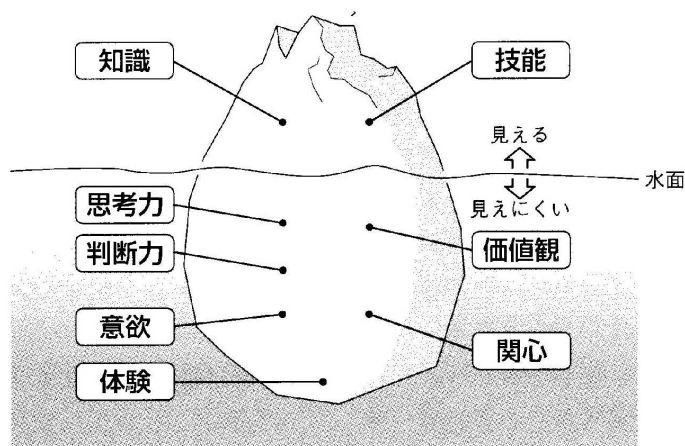 知識
技能
見える
水面
見えにくい
思考力
価値観
判断力
意欲
関心
体験